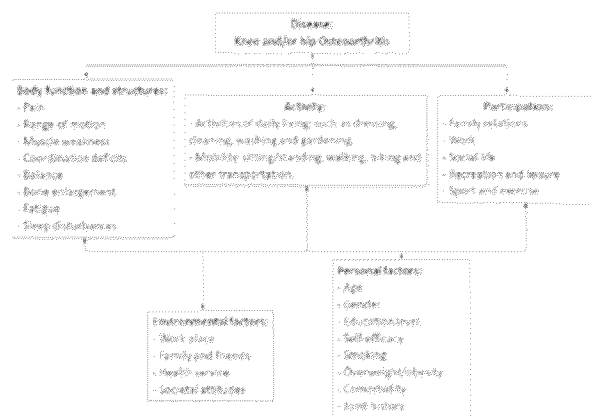 Disease:
Knee and/or hip Osteoarthritis
Body function and structures:
- Pain
- Range of motion
- Muscle weakness
- Coordination deficits
- Balance
- Bone enlargement
- Fatigue
- Sleep disturbances
Activity:
- Activities of daily living; such as dressing,
cleaning, washing and gardening.
- Mobility: sitting/standing, walking, biking and
other transportation.
Participation:
- Family relations
- Work
- Social life
- Recreation and leisure
- Sport and exercise
Environmental factors:
- Work place
- Family and friends
- Health service
- Societal attitudes
Personal factors:
- Age
- Gender
- Education level
- Self-efficacy
- Smoking
- Overweight/obesity
- Comorbidity
- Joint history